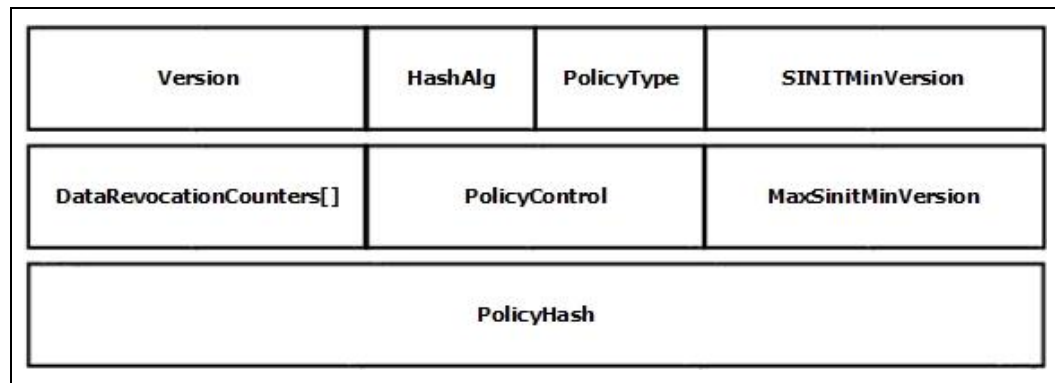 Version HashAlg PolicyType SINITMinVersion
DataRevocationCounters[] PolicyControl MaxSinitMinVersion
PolicyHash